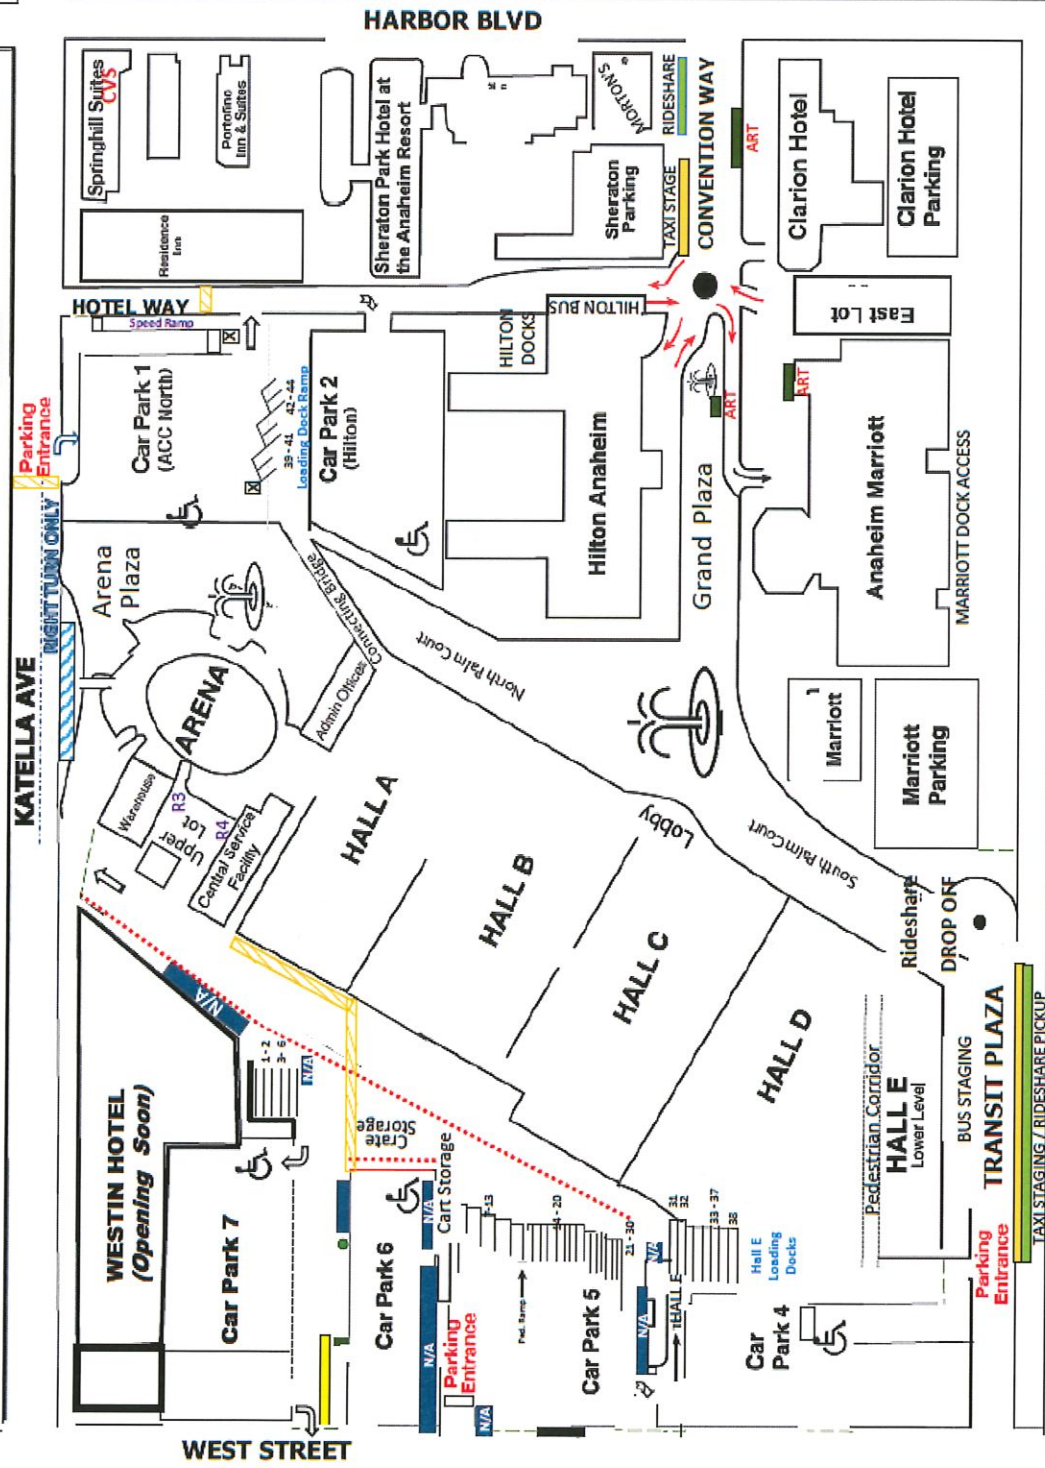 HARBOR BLVD
Springhill Suites
CVS
Portofino
Inn & Suites
Sheraton Park Hotel at
the Anaheim Resort
MORTON'S
RIDESHARE
CONVENTION WAY
ART
Clarion Hotel
Clarion Hotel
Parking
Residence
Inn
Sheraton
Parking
TAXI STAGE
HOTEL WAY
Speed Ramp
X
HILTON BUS
HILTON
DOCKS
East Lot
Parking
Entrance
Car Park 1
(ACC North)
42 - 44
39 - 41
Loading Dock Ramp
Car Park 2
(Hilton)
X
Hilton Anaheim
ART
ART
Grand Plaza
Anaheim Marriott
MARRIOTT DOCK ACCESS
RIGHT TURN ONLY
KATELLA AVE
Arena
Plaza
ARENA
Connecting Bridge
Admin Offices
North Palm Court
Marriott
Marriott
Parking
Warehouse
R3
Upper
Lot
R4
Central Service
Facility
HALL A
HALL B
HALL C
HALL D
Lobby
South Palm Court
Rideshare
DROP OFF
N/A
1 - 2
3 - 6
N/A
WESTIN HOTEL
(Opening Soon)
Crate
Storage
Cart Storage
Pedestrian Corridor
HALL E
Lower Level
BUS STAGING
TRANSIT PLAZA
TAXI STAGING / RIDESHARE PICKUP
Car Park 7
Car Park 6
N/A
N/A
7-13
14 - 20
21 - 30
31
32
33 - 37
38
N/A
Hall E
Loading
Docks
Ped. Ramp
Parking
Entrance
Parking
Entrance
Car Park 5
N/A
HALL E
Car
Park 4
N/A
WEST STREET